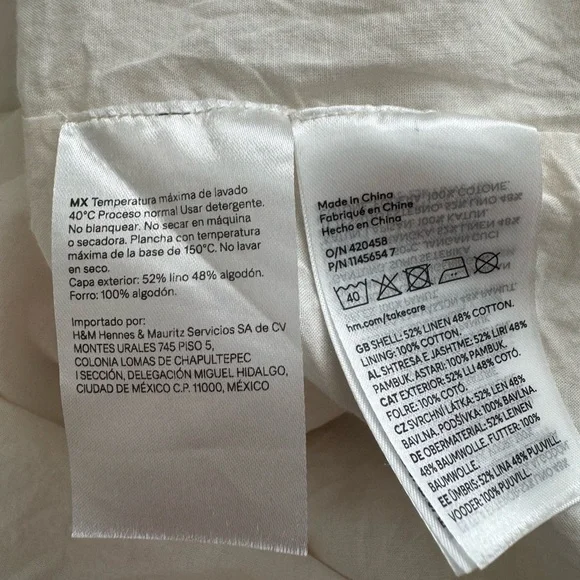 MX Temperatura máxima de lavado
40°C Proceso normal Usar detergente.
No blanquear. No secar en máquina
o secadora. Plancha con temperatura
máxima de la base de 150°C. No lavar
en seco.
Capa exterior: 52% lino 48% algodón.
Forro: 100% algodón.
Importado por:
H&M Hennes & Mauritz Servicios SA de CV
MONTES URALES 745 PISO 5,
COLONIA LOMAS DE CHAPULTEPEC
I SECCIÓN, DELEGACIÓN MIGUEL HIDALGO,
CIUDAD DE MÉXICO C.P. 11000, MÉXICO
Made in China
Fabriqué en Chine
Hecho en China
O/N 420458
P/N 1145654 7
40
hm.com/takecare
GB SHELL: 52% LINEN 48% COTTON.
LINING: 100% COTTON.
AL SHTRESA E JASHTME: 52% LIRI 48%
PAMBUK. ASTARI: 100% PAMBUK.
CAT EXTERIOR: 52% LLI 48% COTÓ.
FOLRE: 100% COTÓ.
CZ SVRCHNÍ LÁTKA: 52% LEN 48%
BAVLNA. PODŠÍVKA: 100% BAVLNA.
DE OBERMATERIAL: 52% LEINEN
48% BAUMWOLLE. FUTTER: 100%
BAUMWOLLE.
EE ÜMBRIS: 52% LINA 48% PUUVILL.
VOODER: 100% PUUVILL.